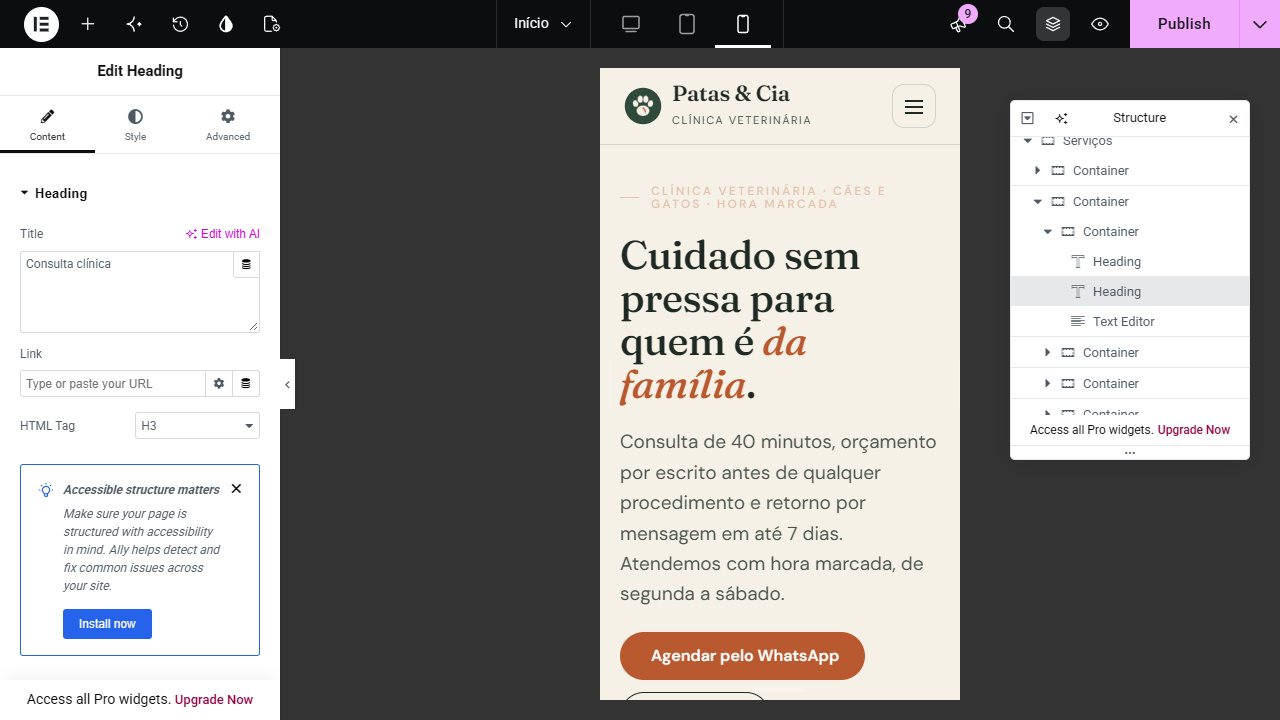 Início
9
Publish
Edit Heading
Content
Style
Advanced
Heading
Title
Edit with AI
Consulta clínica
Link
Type or paste your URL
HTML Tag
H3
Accessible structure matters
Make sure your page is
structured with accessibility
in mind. Ally helps detect and
fix common issues across
your site.
Install now
Access all Pro widgets. Upgrade Now
Patas & Cia
CLÍNICA VETERINÁRIA
CLÍNICA VETERINÁRIA · CÃES E
GATOS · HORA MARCADA
Cuidado sem
pressa para
quem é da
família.
Consulta de 40 minutos, orçamento
por escrito antes de qualquer
procedimento e retorno por
mensagem em até 7 dias.
Atendemos com hora marcada, de
segunda a sábado.
Agendar pelo WhatsApp
Structure
Serviços
Container
Container
Container
Heading
Heading
Text Editor
Container
Container
Container
Access all Pro widgets. Upgrade Now